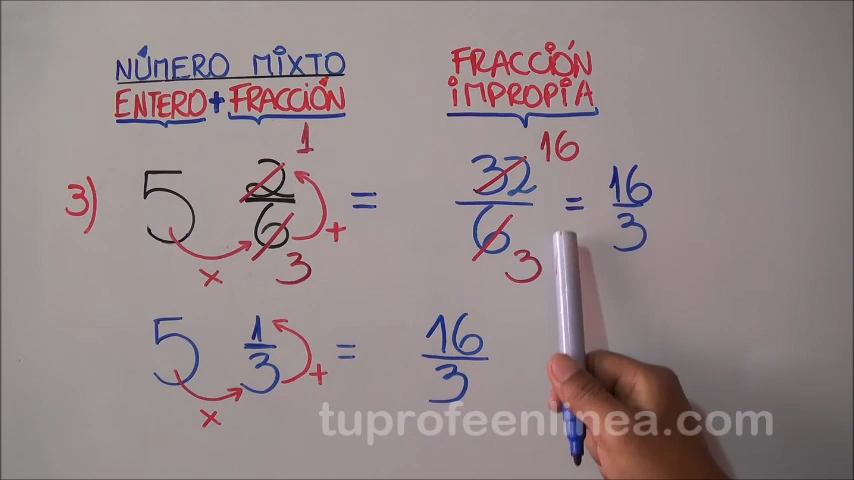 NÚMERO MIXTO
ENTERO + FRACCIÓN
FRACCIÓN
IMPROPIA
3) 5 2/6 = 32/6 = 16/3
1
3
x
+
16
3
5 1/3 = 16/3
x
+
tuprofeenlinea.com